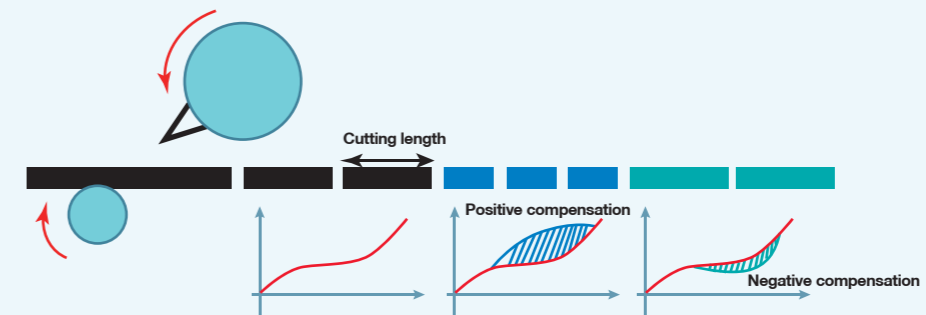 Cutting length
Positive compensation
Negative compensation